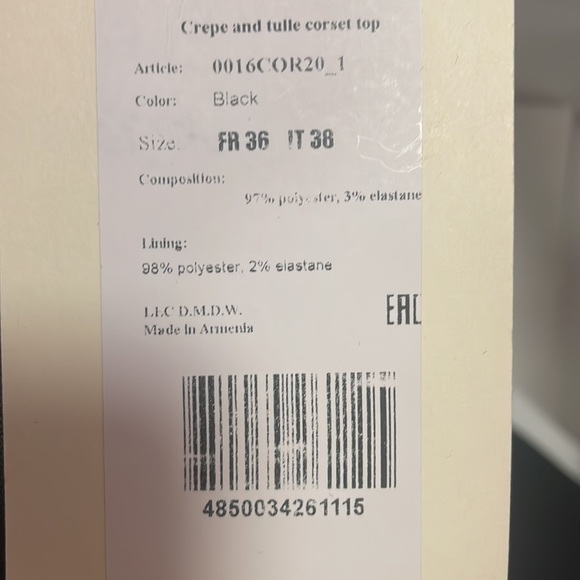 Crepe and tulle corset top
Article: 0016COR20_1
Color: Black
Size: FR 36 IT 38
Composition:
97% polyester, 3% elastane
Lining:
98% polyester, 2% elastane
LLC D.M.D.W.
Made in Armenia
EAC
4850034261115